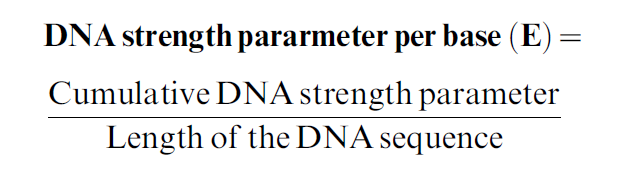 DNA strength pararmeter per base (E) =
Cumulative DNA strength parameter
Length of the DNA sequence